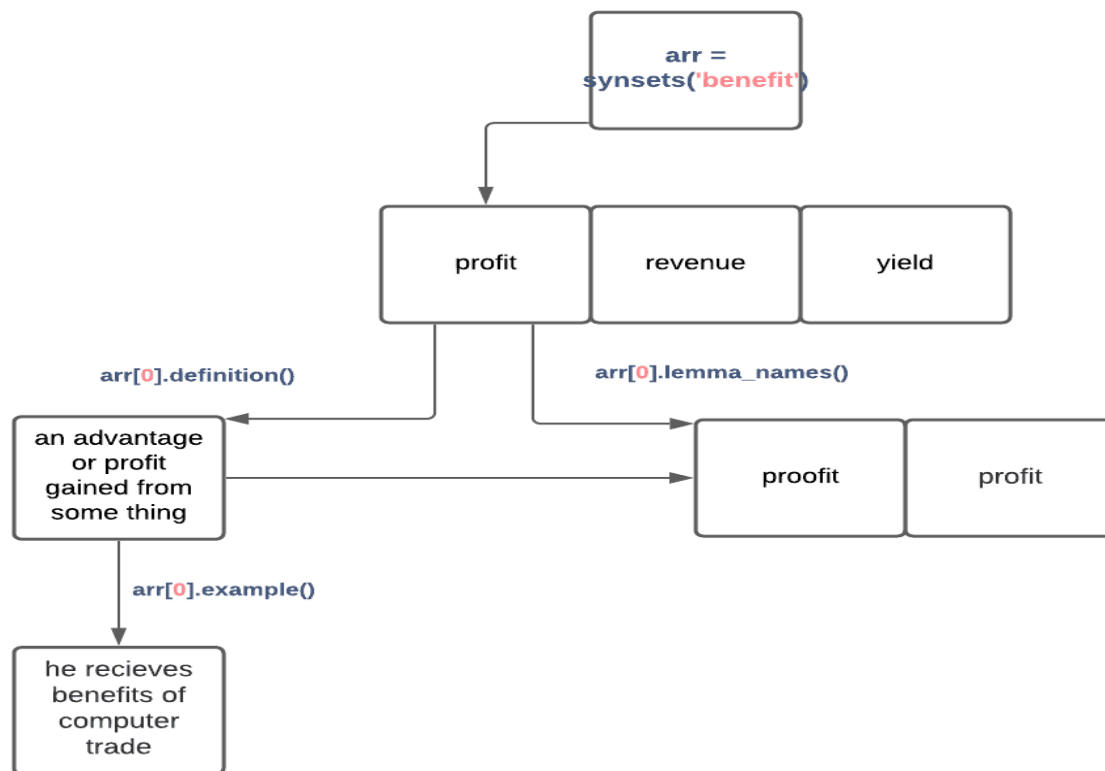 arr =
synsets('benefit')
profit
revenue
yield
arr[0].definition()
arr[0].lemma_names()
an advantage
or profit
gained from
some thing
proofit
profit
arr[0].example()
he recieves
benefits of
computer
trade